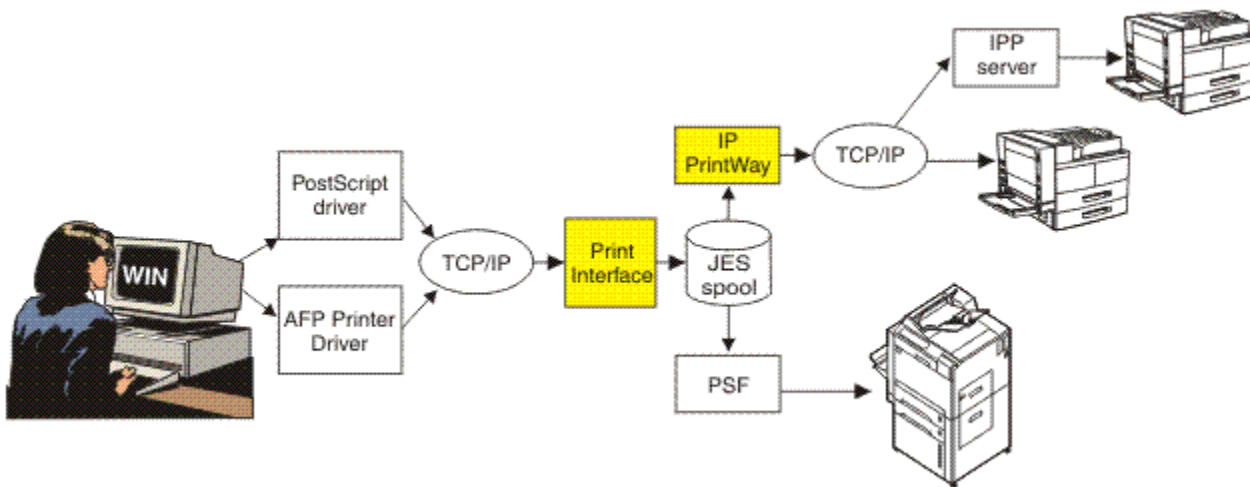 WIN
PostScript
driver
AFP Printer
Driver
TCP/IP
Print
Interface
JES
spool
IP
PrintWay
TCP/IP
IPP
server
PSF